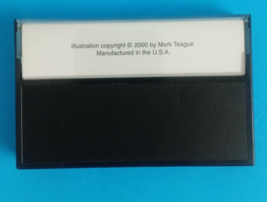 Illustration copyright © 2000 by Mark Teague
Manufactured in the U.S.A.